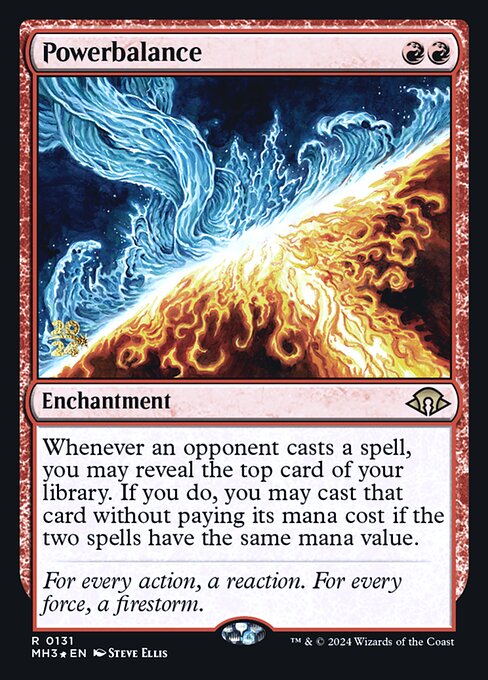 Powerbalance
2024
Enchantment
Whenever an opponent casts a spell,
you may reveal the top card of your
library. If you do, you may cast that
card without paying its mana cost if the
two spells have the same mana value.
For every action, a reaction. For every
force, a firestorm.
R 0131
MH3★EN STEVE ELLIS
™ & © 2024 Wizards of the Coast